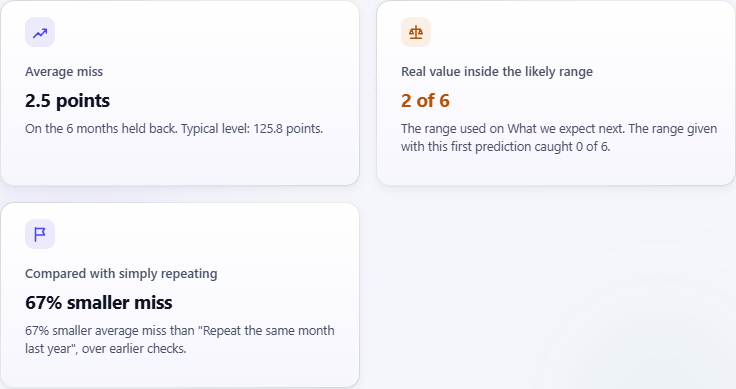 Average miss
2.5 points
On the 6 months held back. Typical level: 125.8 points.
Real value inside the likely range
2 of 6
The range used on What we expect next. The range given
with this first prediction caught 0 of 6.
Compared with simply repeating
67% smaller miss
67% smaller average miss than "Repeat the same month
last year", over earlier checks.